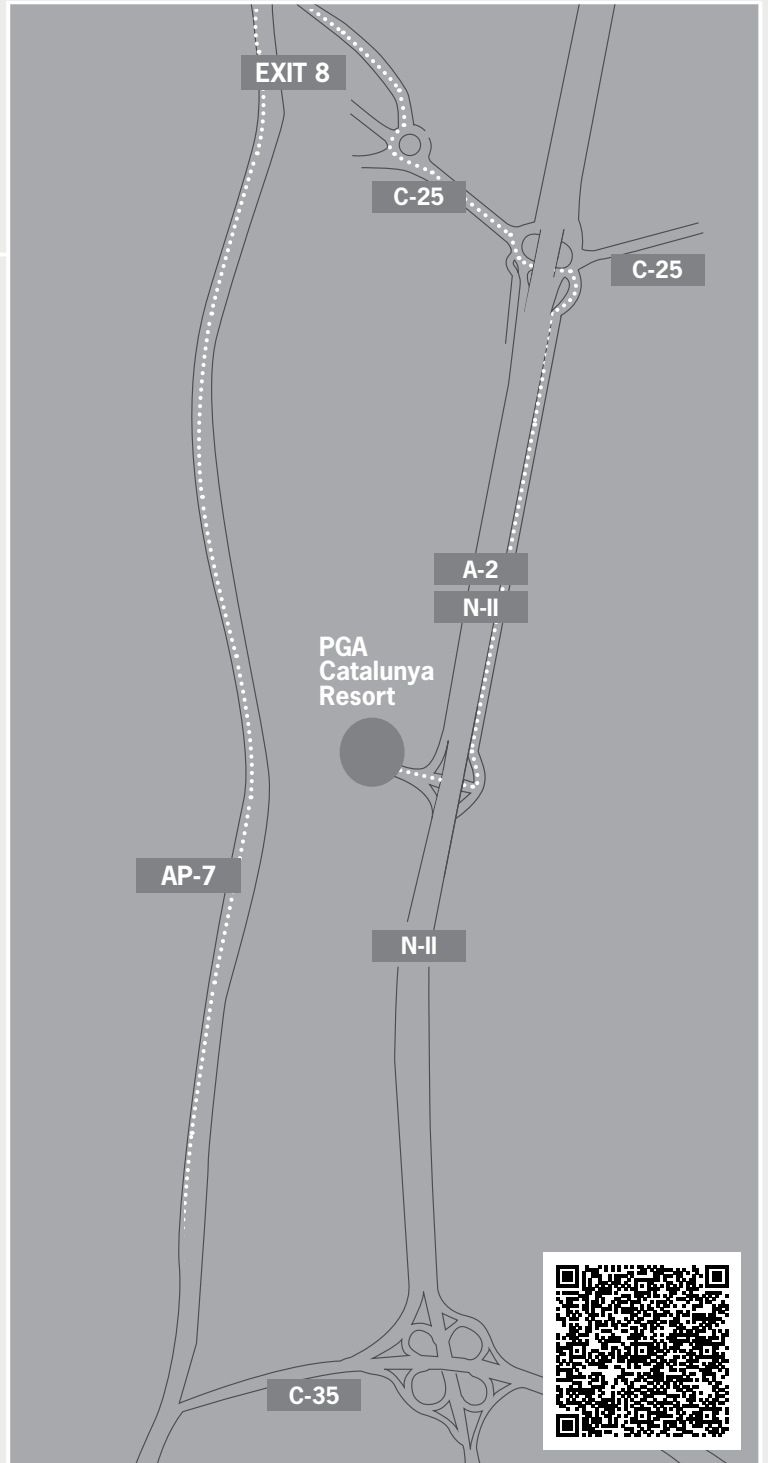 EXIT 8
C-25
C-25
A-2
N-II
PGA
Catalunya
Resort
AP-7
N-II
C-35